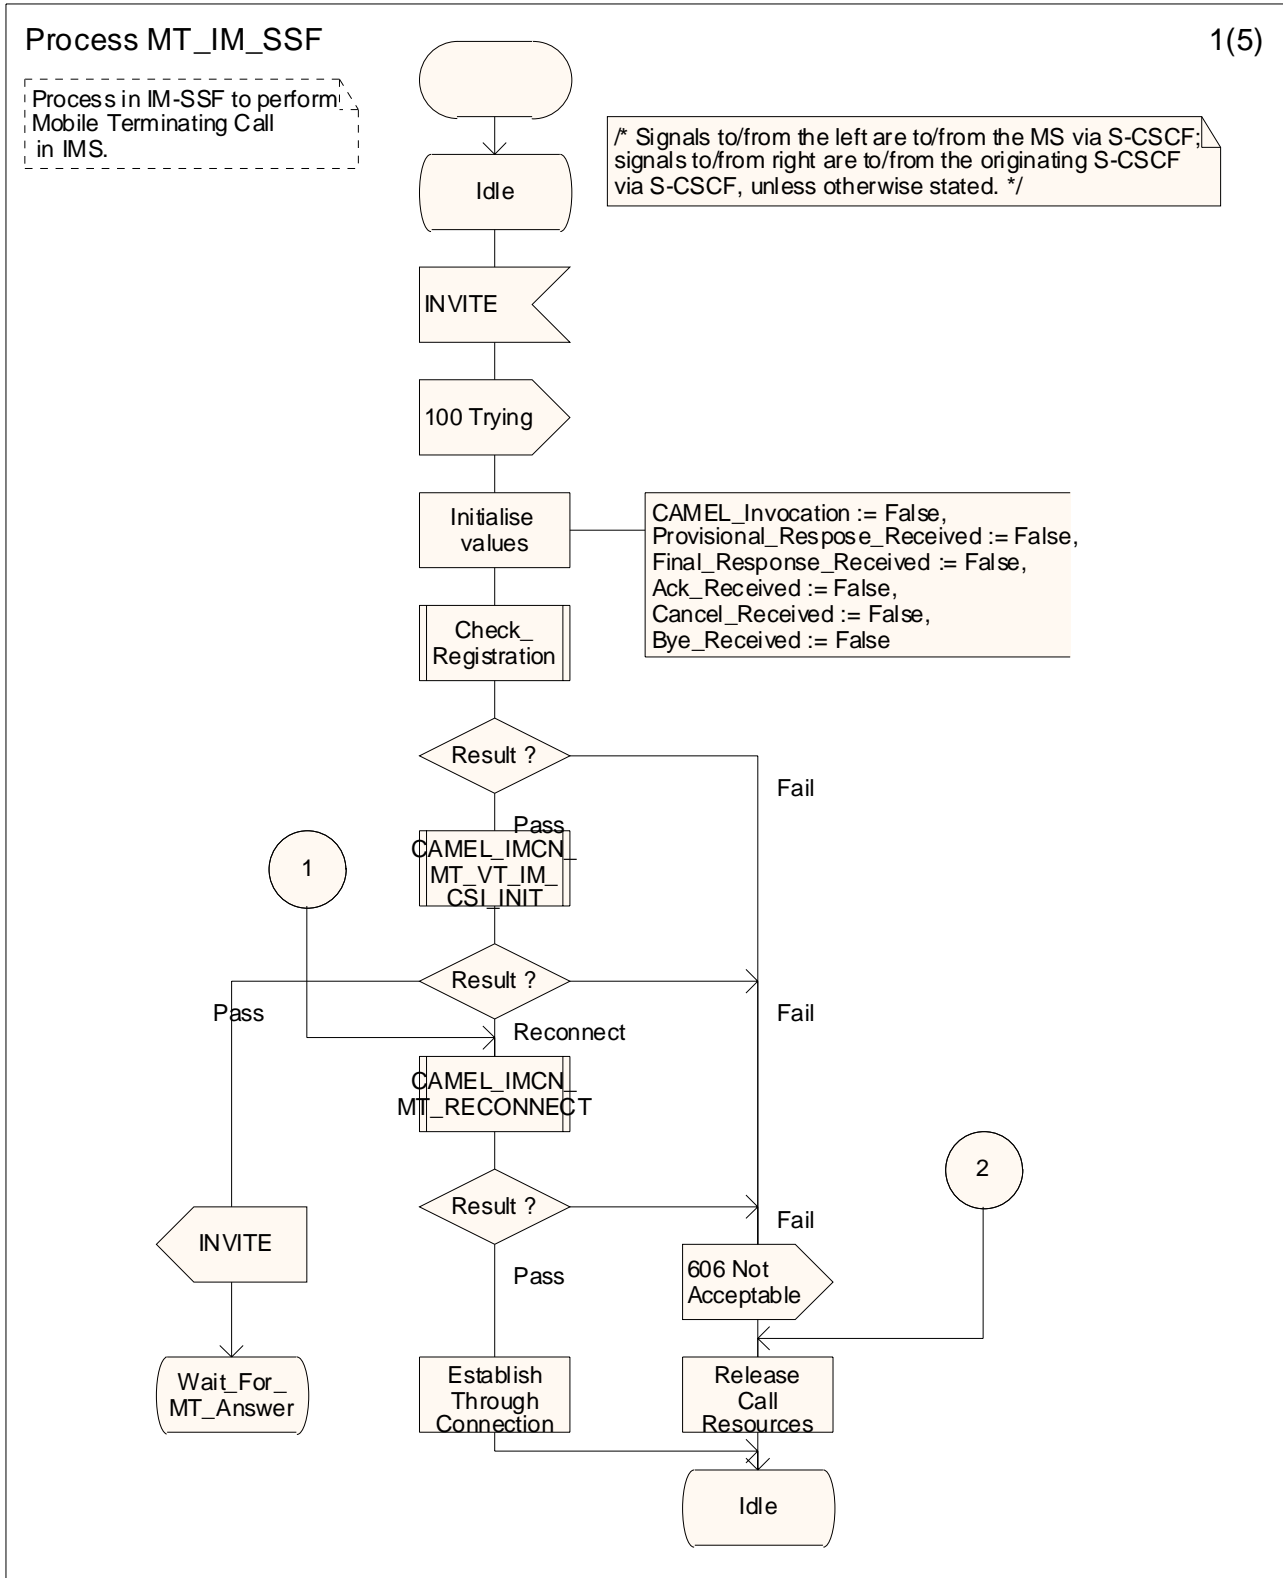 Process MT_IM_SSF
1(5)
Process in IM-SSF to perform
Mobile Terminating Call
in IMS.
/* Signals to/from the left are to/from the MS via S-CSCF;
signals to/from right are to/from the originating S-CSCF
via S-CSCF, unless otherwise stated. */
Idle
INVITE
100 Trying
Initialise
values
CAMEL_Invocation := False,
Provisional_Respose_Received := False,
Final_Response_Received := False,
Ack_Received := False,
Cancel_Received := False,
Bye_Received := False
Check_
Registration
Result ?
Fail
Pass
1
CAMEL_IMCN_
MT_VT_IM_
CSI_INIT
Result ?
Pass
Fail
Reconnect
CAMEL_IMCN_
MT_RECONNECT
2
Result ?
Fail
INVITE
Pass
606 Not
Acceptable
Wait_For_
MT_Answer
Establish
Through
Connection
Release
Call
Resources
Idle